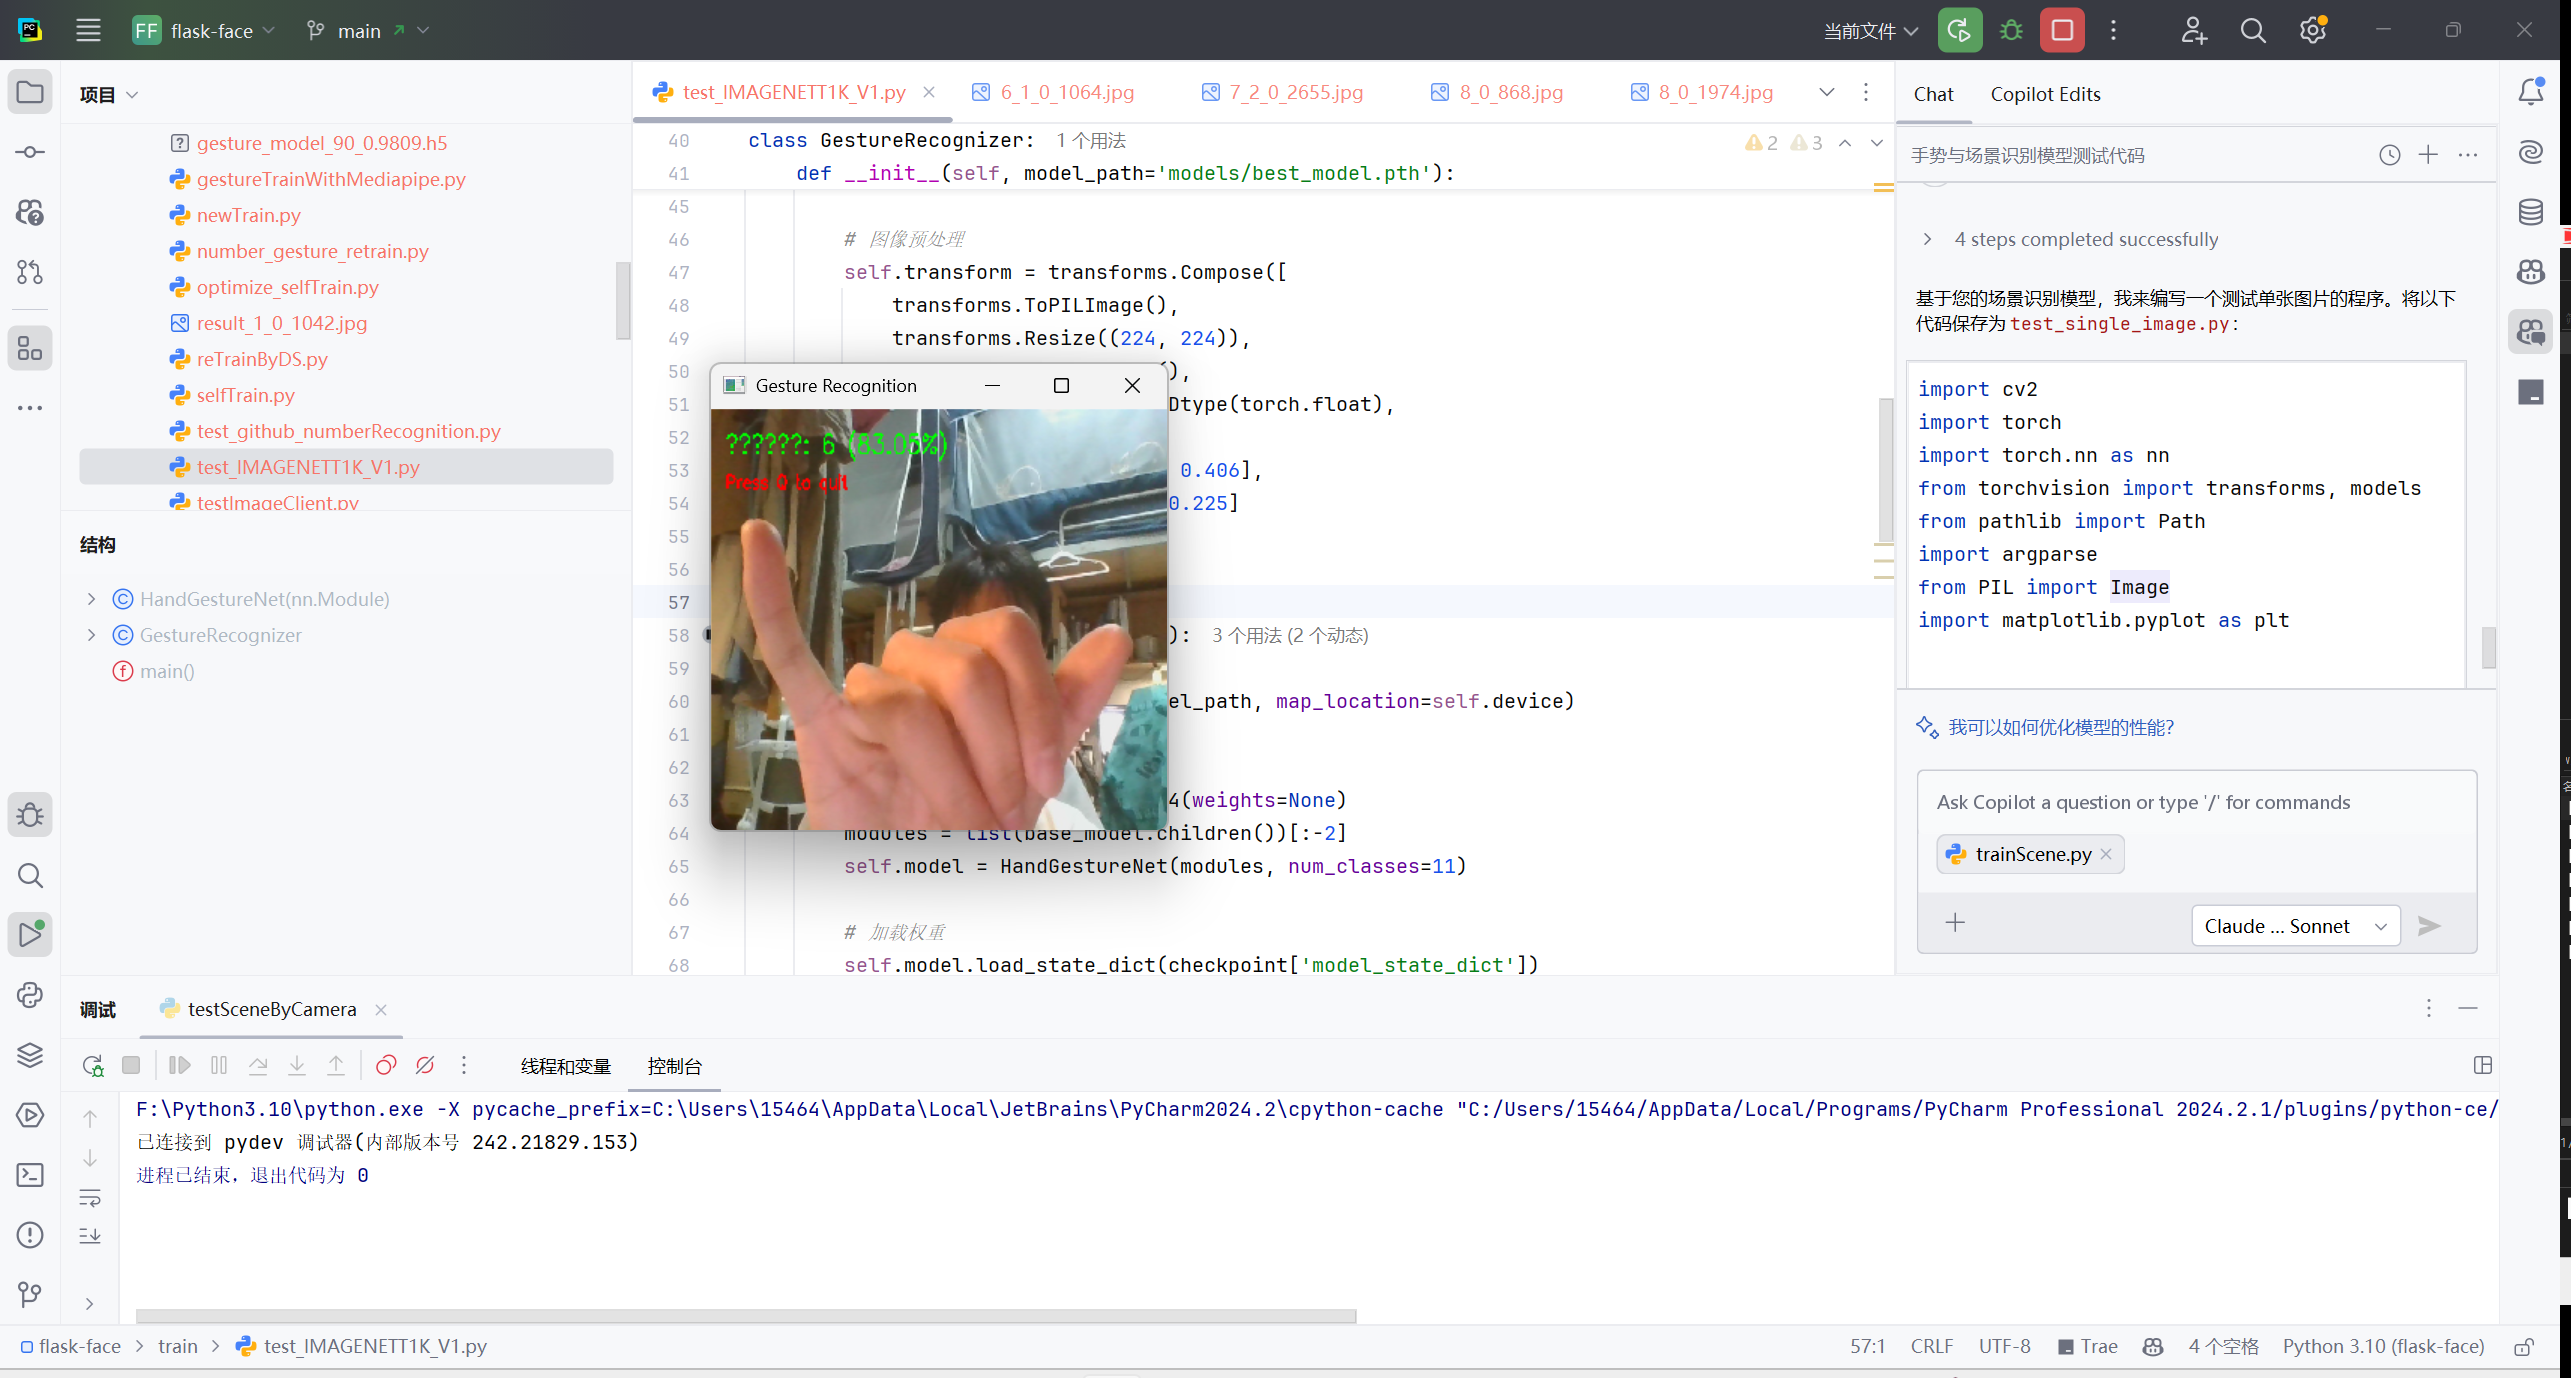 PC
FF flask-face main 当前文件
项目
gesture_model_90_0.9809.h5
gestureTrainWithMediapipe.py
newTrain.py
number_gesture_retrain.py
optimize_selfTrain.py
result_1_0_1042.jpg
reTrainByDS.py
selfTrain.py
test_github_numberRecognition.py
test_IMAGENETT1K_V1.py
testImageClient.py
结构
HandGestureNet(nn.Module)
GestureRecognizer
main()
test_IMAGENETT1K_V1.py 6_1_0_1064.jpg 7_2_0_2655.jpg 8_0_868.jpg 8_0_1974.jpg
40 class GestureRecognizer: 1 个用法 2 3
41 def __init__(self, model_path='models/best_model.pth'):
45
46 # 图像预处理
47 self.transform = transforms.Compose([
48 transforms.ToPILImage(),
49 transforms.Resize((224, 224)),
50 (),
51 Dtype(torch.float),
52
53 0.406],
54 0.225]
55
56
57
58 ): 3 个用法 (2 个动态)
59
60 el_path, map_location=self.device)
61
62
63 4(weights=None)
64 modules = list(base_model.children())[:-2]
65 self.model = HandGestureNet(modules, num_classes=11)
66
67 # 加载权重
68 self.model.load_state_dict(checkpoint['model_state_dict'])
Gesture Recognition
??????: 6 (83.05%)
Press Q to quit
Chat Copilot Edits
手势与场景识别模型测试代码
4 steps completed successfully
基于您的场景识别模型，我来编写一个测试单张图片的程序。将以下
代码保存为 test_single_image.py：
import cv2
import torch
import torch.nn as nn
from torchvision import transforms, models
from pathlib import Path
import argparse
from PIL import Image
import matplotlib.pyplot as plt
我可以如何优化模型的性能？
Ask Copilot a question or type '/' for commands
trainScene.py
Claude ... Sonnet
调试 testSceneByCamera
线程和变量 控制台
F:\Python3.10\python.exe -X pycache_prefix=C:\Users\15464\AppData\Local\JetBrains\PyCharm2024.2\cpython-cache "C:/Users/15464/AppData/Local/Programs/PyCharm Professional 2024.2.1/plugins/python-ce/
已连接到 pydev 调试器(内部版本号 242.21829.153)
进程已结束，退出代码为 0
flask-face train test_IMAGENETT1K_V1.py 57:1 CRLF UTF-8 Trae 4 个空格 Python 3.10 (flask-face)